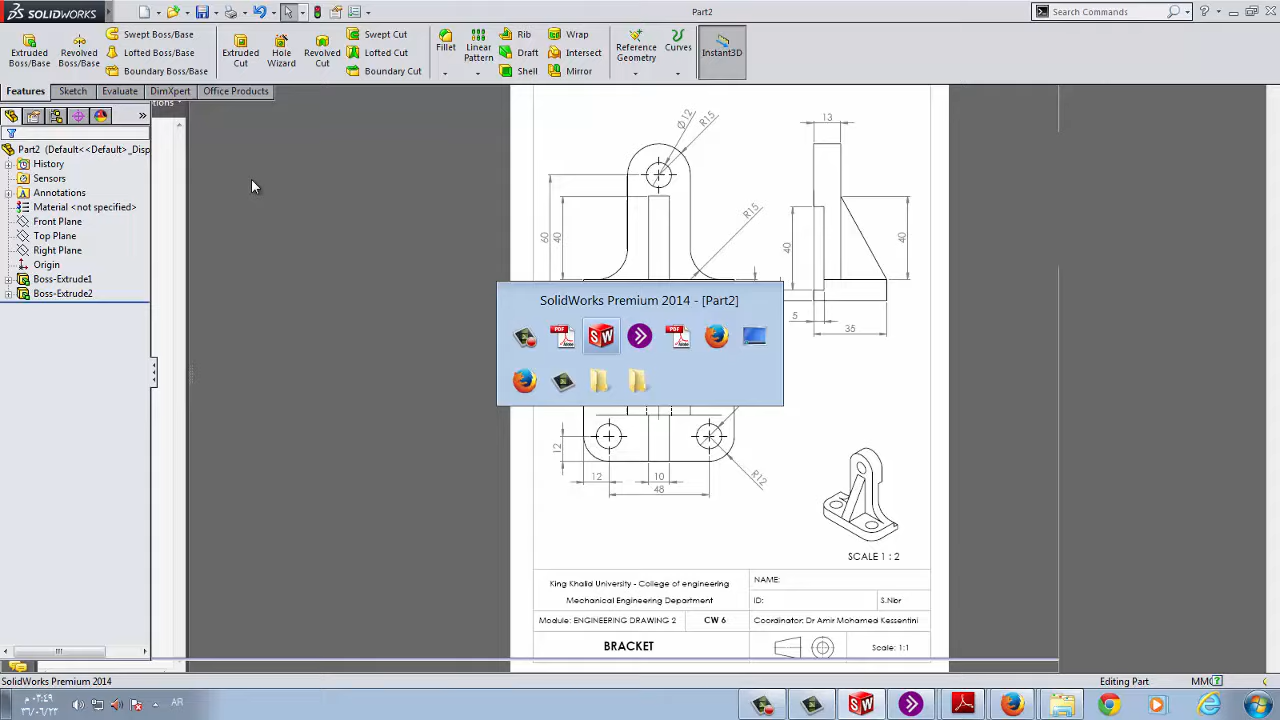 SOLIDWORKS
Part2
Search Commands
Extruded Boss/Base
Revolved Boss/Base
Swept Boss/Base
Lofted Boss/Base
Boundary Boss/Base
Extruded Cut
Hole Wizard
Revolved Cut
Swept Cut
Lofted Cut
Boundary Cut
Fillet
Linear Pattern
Rib
Draft
Shell
Wrap
Intersect
Mirror
Reference Geometry
Curves
Instant3D
Features Sketch Evaluate DimXpert Office Products
Part2 (Default<<Default>_Disp
History
Sensors
Annotations
Material <not specified>
Front Plane
Top Plane
Right Plane
Origin
Boss-Extrude1
Boss-Extrude2
Ø12
R15
13
R15
60
40
40
40
5
35
SolidWorks Premium 2014 - [Part2]
12
12
10
48
R12
SCALE 1 : 2
King Khalid University - College of engineering
Mechanical Engineering Department
NAME:
ID:
S.Nbr
Module: ENGINEERING DRAWING 2
CW 6
Coordinator: Dr Amir Mohamed Kessentini
BRACKET
Scale: 1:1
SolidWorks Premium 2014
Editing Part
MMG
م ٠٣:٤٩
٣٦/٠٦/٢٣
AR